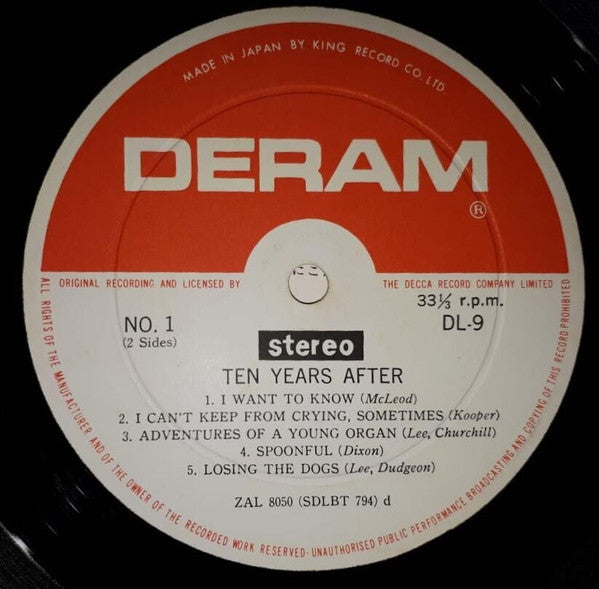 MADE IN JAPAN BY KING RECORD CO. LTD.
DERAM
®
ORIGINAL RECORDING AND LICENSED BY THE DECCA RECORD COMPANY LIMITED
NO. 1
(2 Sides)
33⅓ r.p.m.
DL-9
stereo
TEN YEARS AFTER
1. I WANT TO KNOW (McLeod)
2. I CAN'T KEEP FROM CRYING, SOMETIMES (Kooper)
3. ADVENTURES OF A YOUNG ORGAN (Lee, Churchill)
4. SPOONFUL (Dixon)
5. LOSING THE DOGS (Lee, Dudgeon)
ZAL 8050 (SDLBT 794) d
ALL RIGHTS OF THE MANUFACTURER AND OF THE OWNER OF THE RECORDED WORK RESERVED·UNAUTHORISED PUBLIC PERFORMANCE BROADCASTING AND COPYING OF THIS RECORD PROHIBITED